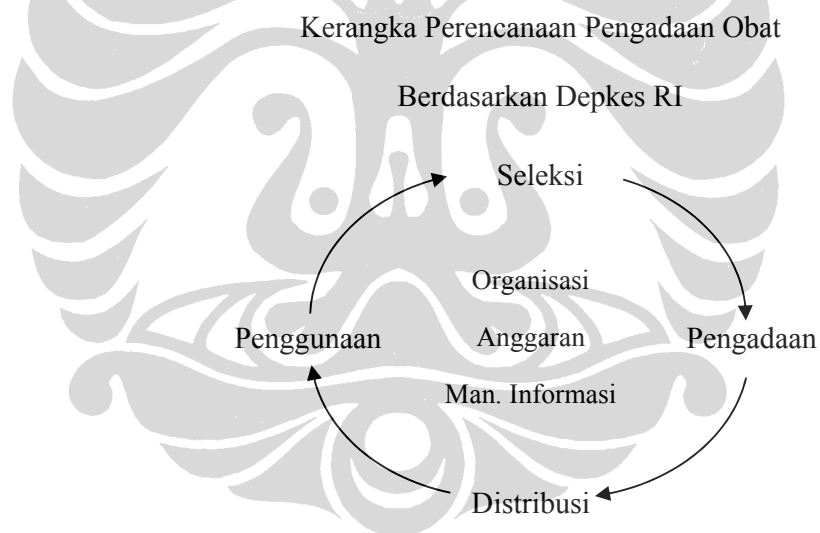 Kerangka Perencanaan Pengadaan Obat
Berdasarkan Depkes RI
Seleksi
Organisasi
Penggunaan Anggaran Pengadaan
Man. Informasi
Distribusi